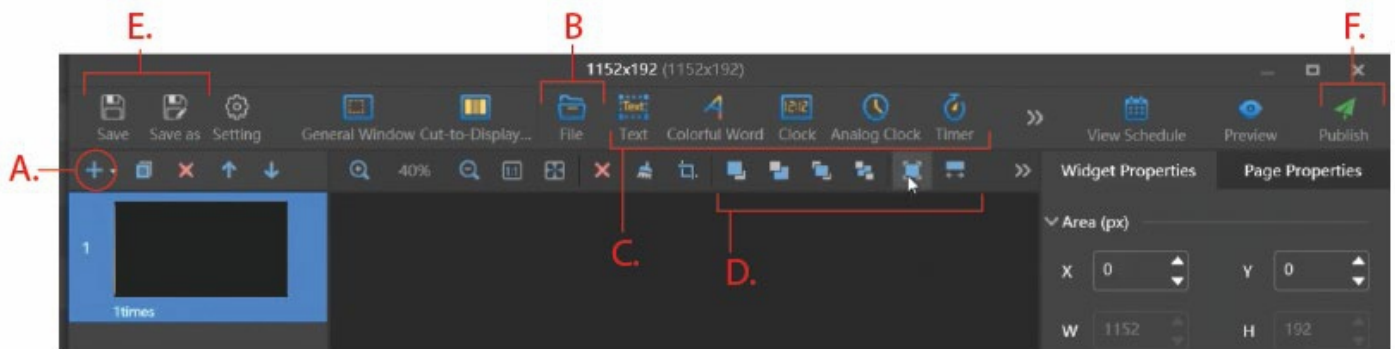 E. B F.
1152x192 (1152x192)
Text 12:12
Save Save as Setting General Window Cut-to-Display... File Text Colorful Word Clock Analog Clock Timer View Schedule Preview Publish
A. 40% 1:1 Widget Properties Page Properties
Area (px)
1
C. D.
X 0 Y 0
1times
W 1152 H 192